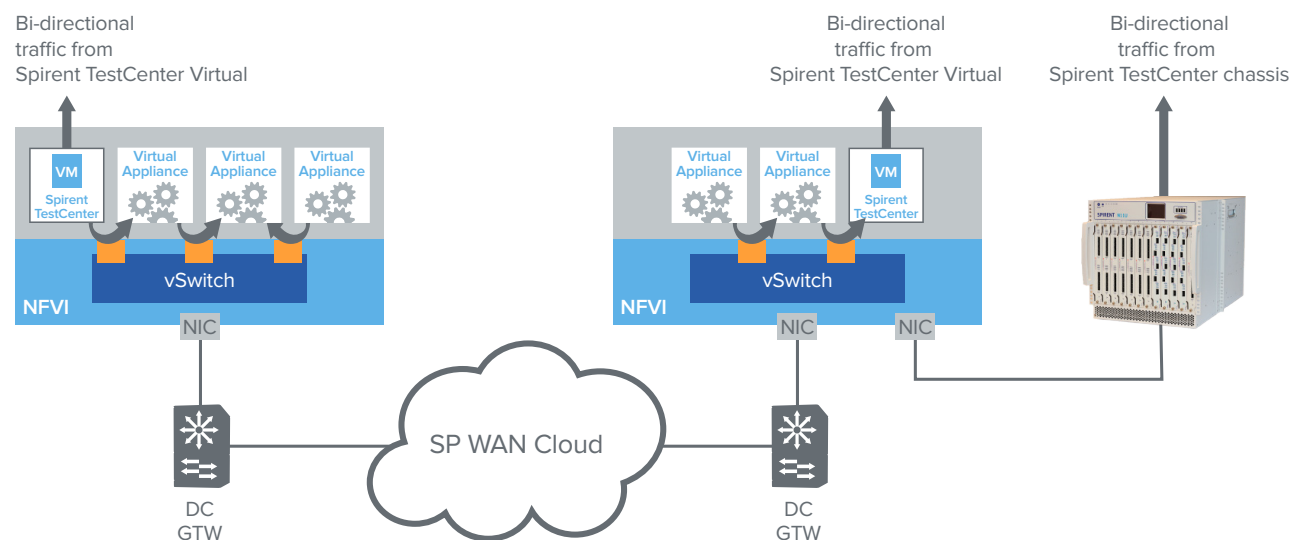 Bi-directional
traffic from
Spirent TestCenter Virtual
Bi-directional
traffic from
Spirent TestCenter Virtual
Bi-directional
traffic from
Spirent TestCenter chassis
VM
Spirent
TestCenter
Virtual
Appliance
Virtual
Appliance
Virtual
Appliance
vSwitch
NFVI
NIC
Virtual
Appliance
Virtual
Appliance
VM
Spirent
TestCenter
vSwitch
NFVI
NIC
NIC
SPIRENT
SP WAN Cloud
DC
GTW
DC
GTW